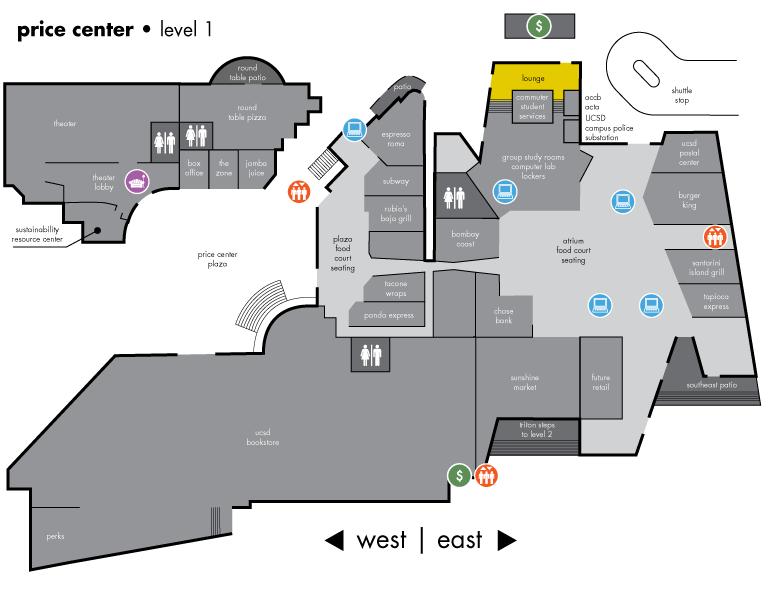 price center • level 1
$
lounge
round
table patio
patio
commuter
student
services
accb
acta
UCSD
campus police
substation
shuttle
stop
theater
round
table pizza
espresso
roma
ucsd
postal
center
group study rooms
computer lab
lockers
box
office
the
zone
jamba
juice
theater
lobby
subway
burger
king
rubio's
baja grill
sustainability
resource center
bombay
coast
plaza
food
court
seating
atrium
food court
seating
price center
plaza
santorini
island grill
tacone
wraps
tapioca
express
panda express
chase
bank
sunshine
market
future
retail
southeast patio
ucsd
bookstore
triton steps
to level 2
$
perks
west | east